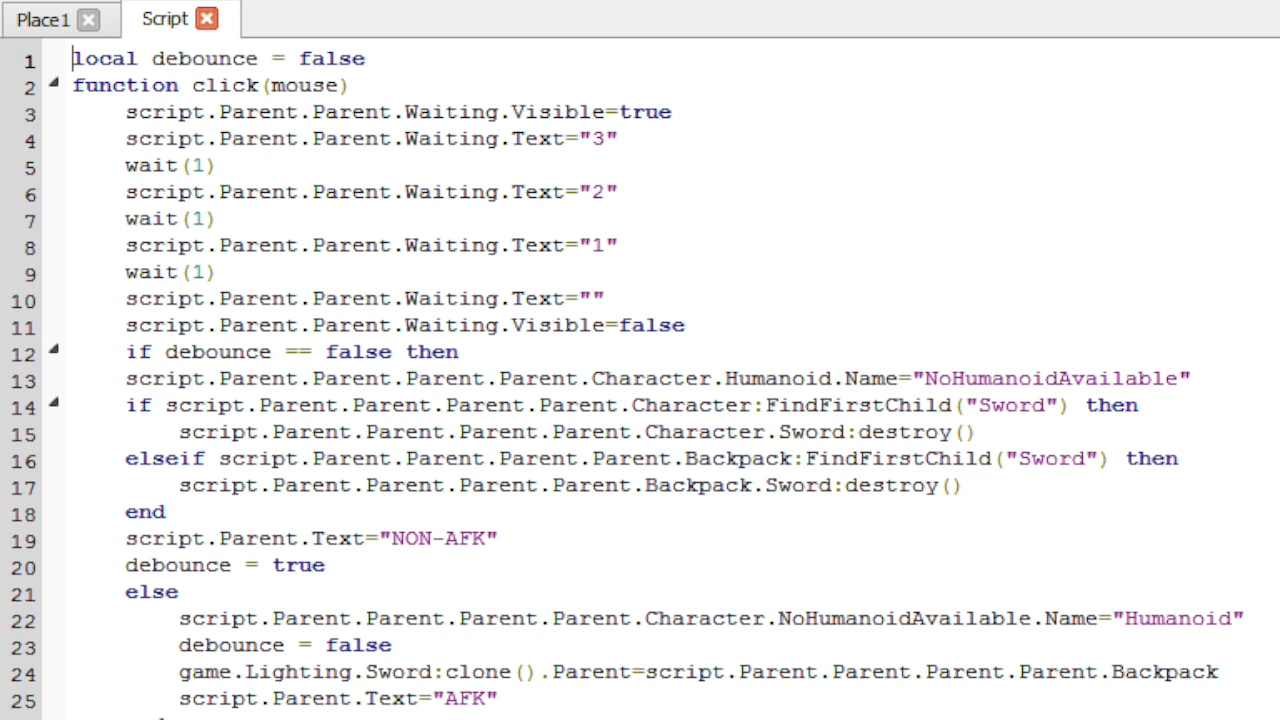 Place1
Script
1 local debounce = false
2 function click(mouse)
3 script.Parent.Parent.Waiting.Visible=true
4 script.Parent.Parent.Waiting.Text="3"
5 wait(1)
6 script.Parent.Parent.Waiting.Text="2"
7 wait(1)
8 script.Parent.Parent.Waiting.Text="1"
9 wait(1)
10 script.Parent.Parent.Waiting.Text=""
11 script.Parent.Parent.Waiting.Visible=false
12 if debounce == false then
13 script.Parent.Parent.Parent.Parent.Character.Humanoid.Name="NoHumanoidAvailable"
14 if script.Parent.Parent.Parent.Parent.Character:FindFirstChild("Sword") then
15 script.Parent.Parent.Parent.Parent.Character.Sword:destroy()
16 elseif script.Parent.Parent.Parent.Parent.Backpack:FindFirstChild("Sword") then
17 script.Parent.Parent.Parent.Parent.Backpack.Sword:destroy()
18 end
19 script.Parent.Text="NON-AFK"
20 debounce = true
21 else
22 script.Parent.Parent.Parent.Parent.Character.NoHumanoidAvailable.Name="Humanoid"
23 debounce = false
24 game.Lighting.Sword:clone().Parent=script.Parent.Parent.Parent.Parent.Backpack
25 script.Parent.Text="AFK"